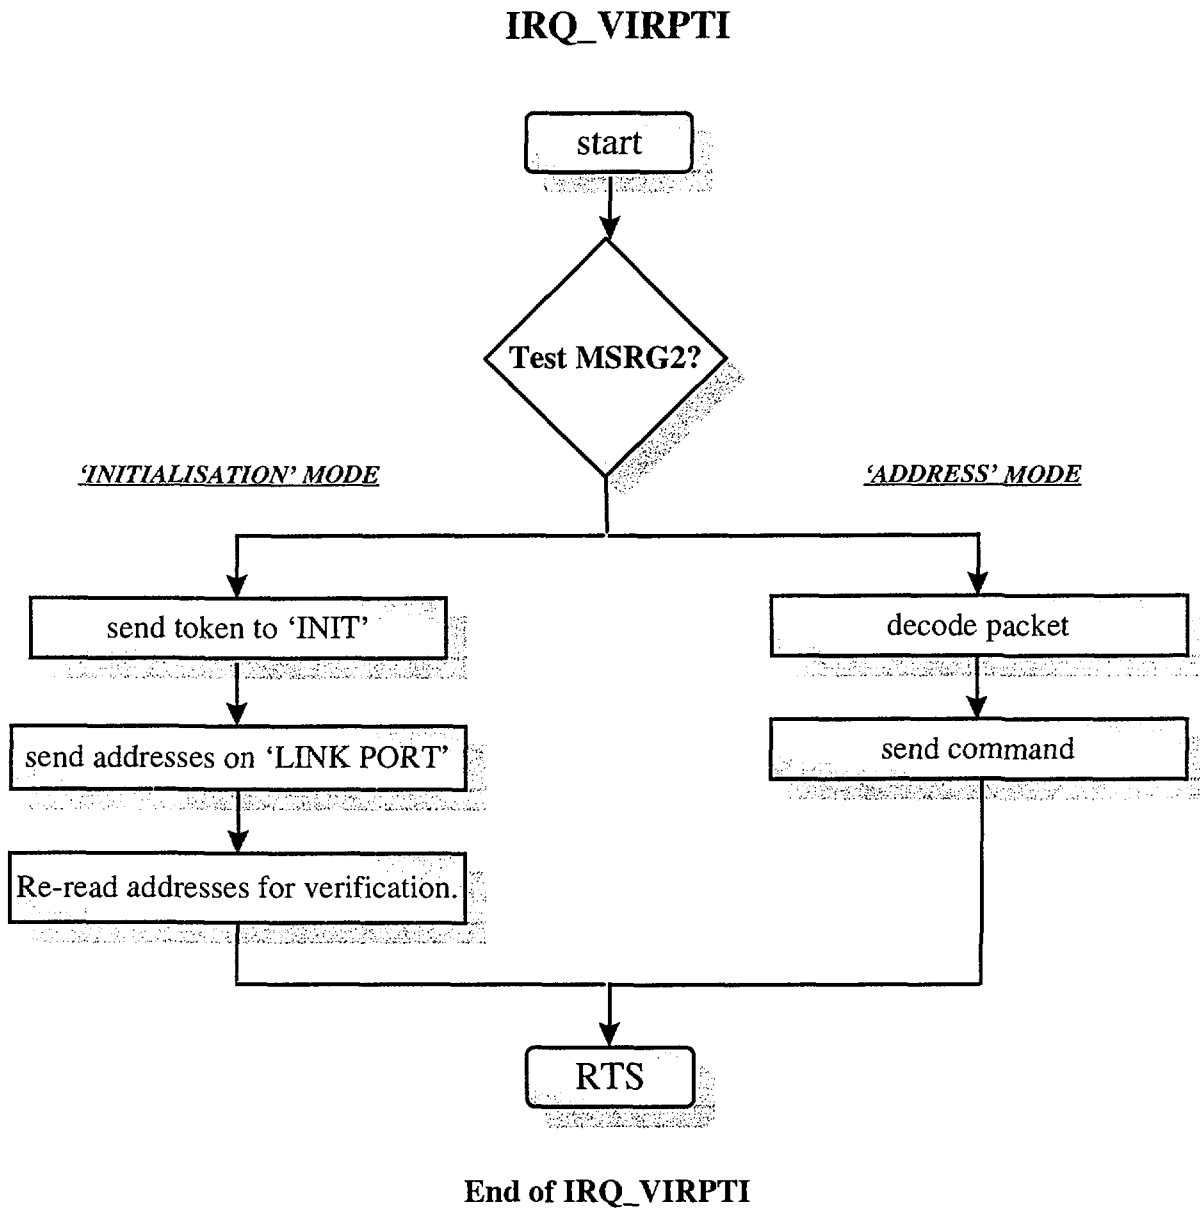 IRQ_VIRPTI
start
Test MSRG2?
‘INITIALISATION’ MODE
‘ADDRESS’ MODE
send token to ‘INIT’
decode packet
send addresses on ‘LINK PORT’
send command
Re-read addresses for verification.
RTS
End of IRQ_VIRPTI